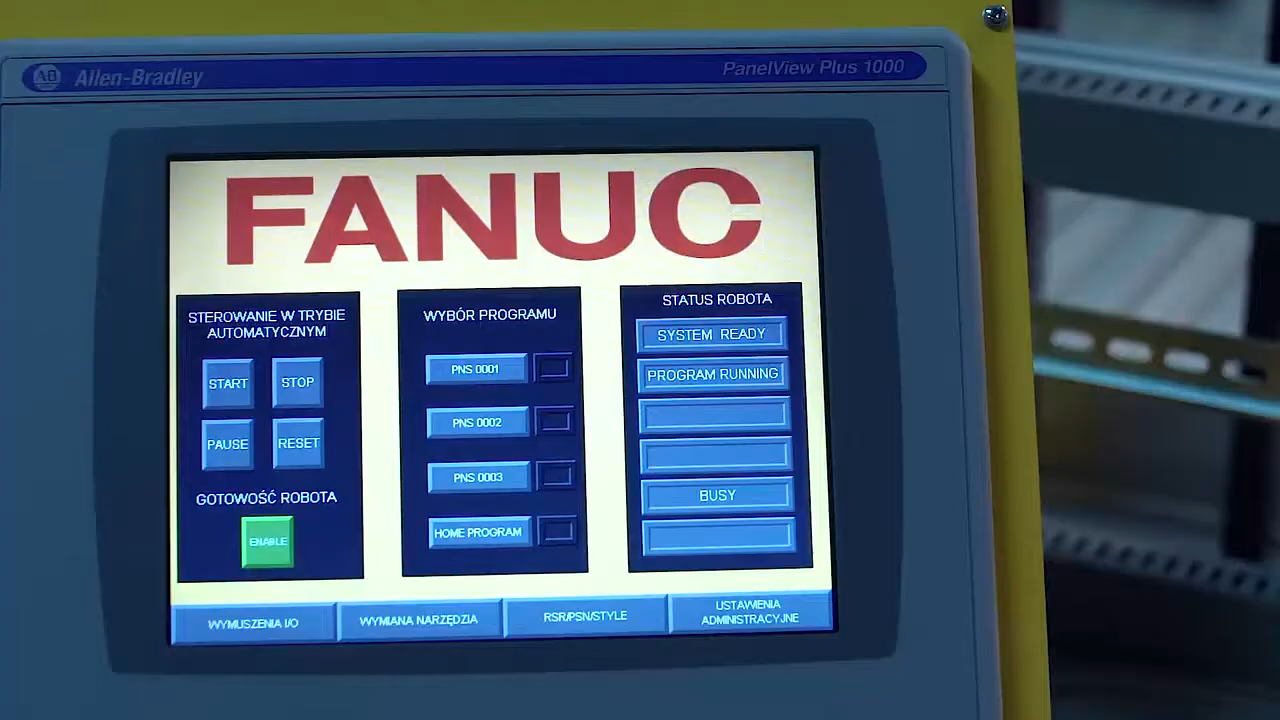 AB Allen-Bradley
PanelView Plus 1000
FANUC
STEROWANIE W TRYBIE
AUTOMATYCZNYM
START
STOP
PAUSE
RESET
GOTOWOŚĆ ROBOTA
ENABLE
WYBÓR PROGRAMU
PNS 0001
PNS 0002
PNS 0003
HOME PROGRAM
STATUS ROBOTA
SYSTEM READY
PROGRAM RUNNING
BUSY
WYMUSZENIA I/O
WYMIANA NARZĘDZIA
RSR/PSN/STYLE
USTAWIENIA
ADMINISTRACYJNE